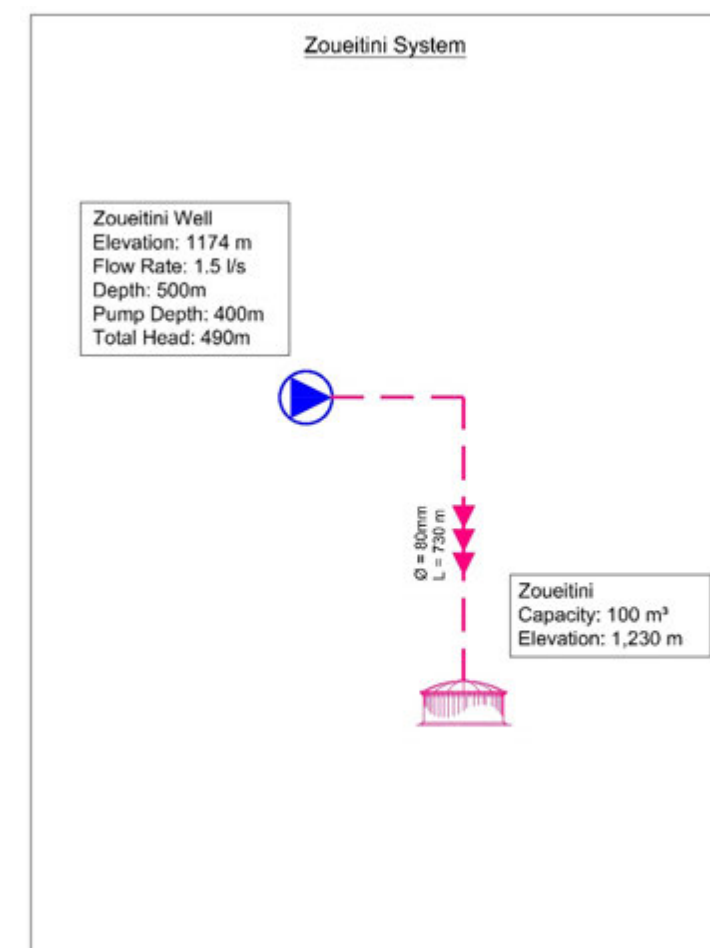 Zoueitini System
Zoueitini Well
Elevation: 1174 m
Flow Rate: 1.5 l/s
Depth: 500m
Pump Depth: 400m
Total Head: 490m
Ø = 80mm
L = 730 m
Zoueitini
Capacity: 100 m³
Elevation: 1,230 m